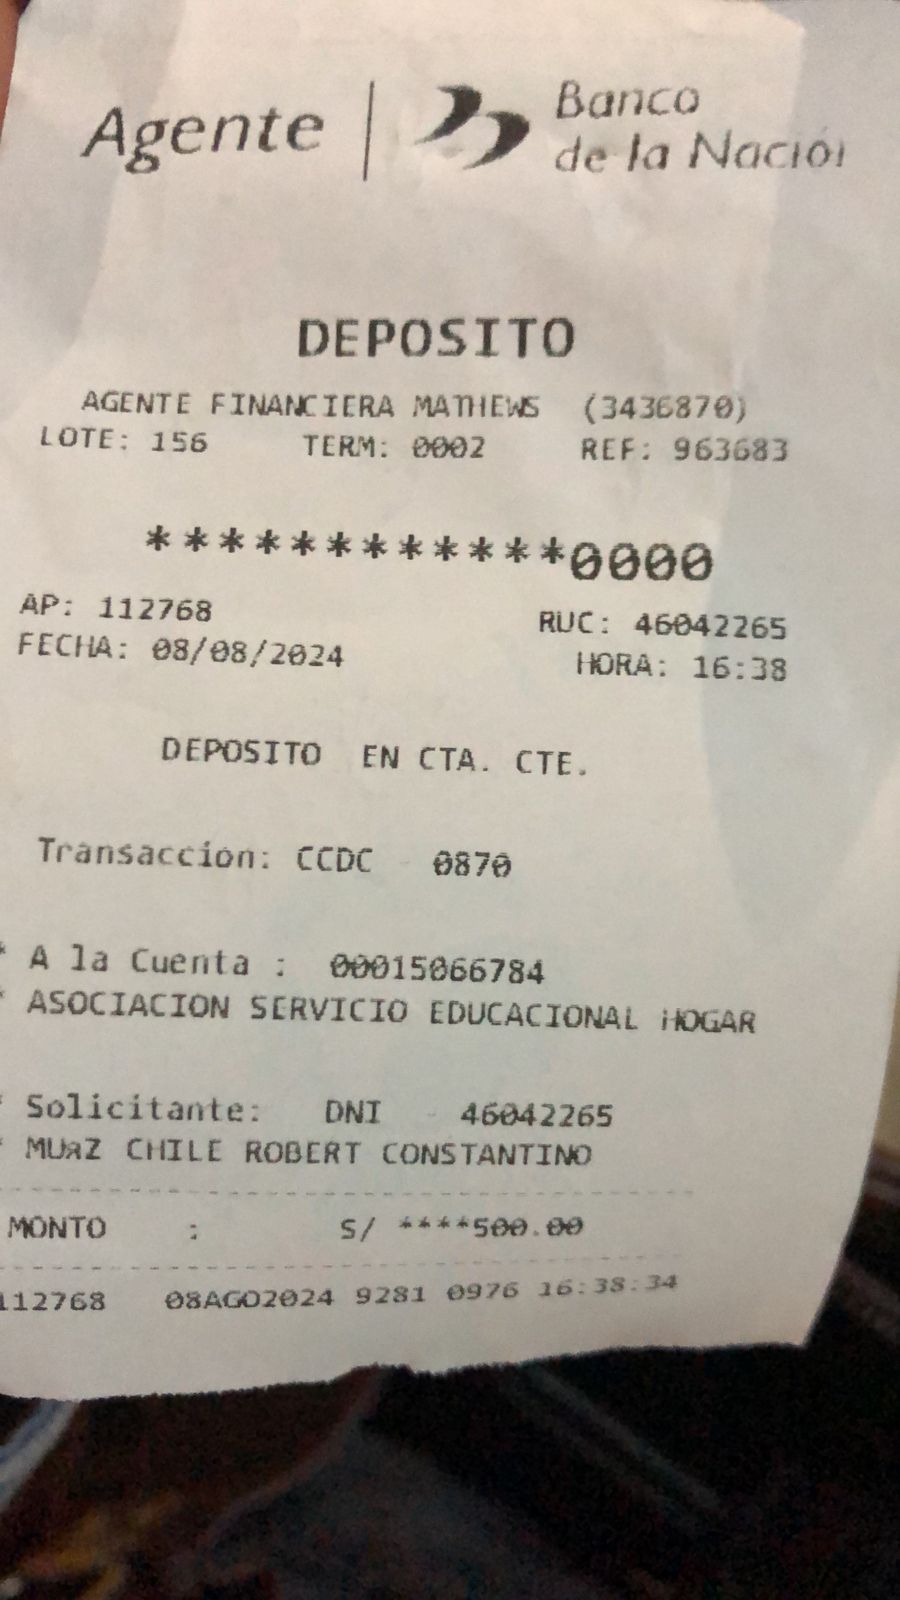 Agente | Banco
de la Nación
DEPOSITO
AGENTE FINANCIERA MATHEWS (3436870)
LOTE: 156 TERM: 0002 REF: 963683
************0000
AP: 112768 RUC: 46042265
FECHA: 08/08/2024 HORA: 16:38
DEPOSITO EN CTA. CTE.
Transaccion: CCDC - 0870
* A la Cuenta : 00015066784
* ASOCIACION SERVICIO EDUCACIONAL HOGAR
* Solicitante: DNI - 46042265
* MUяZ CHILE ROBERT CONSTANTINO
MONTO : S/ ****500.00
112768 08AGO2024 9281 0976 16:38:34